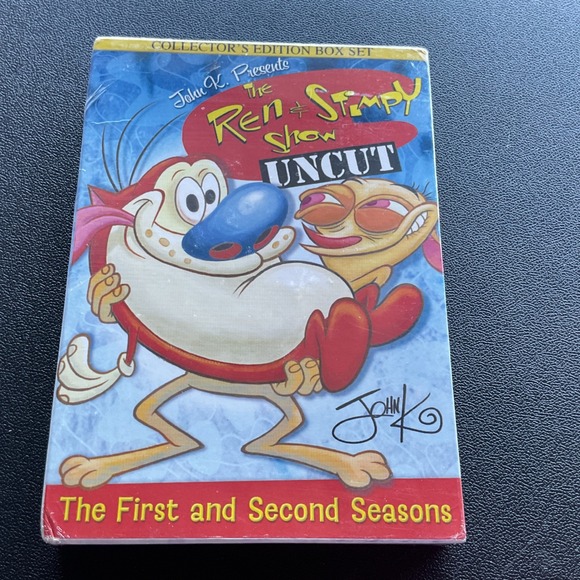 COLLECTOR'S EDITION BOX SET
John K. Presents
The
Ren & Stimpy
Show
UNCUT
JOHN K
The First and Second Seasons